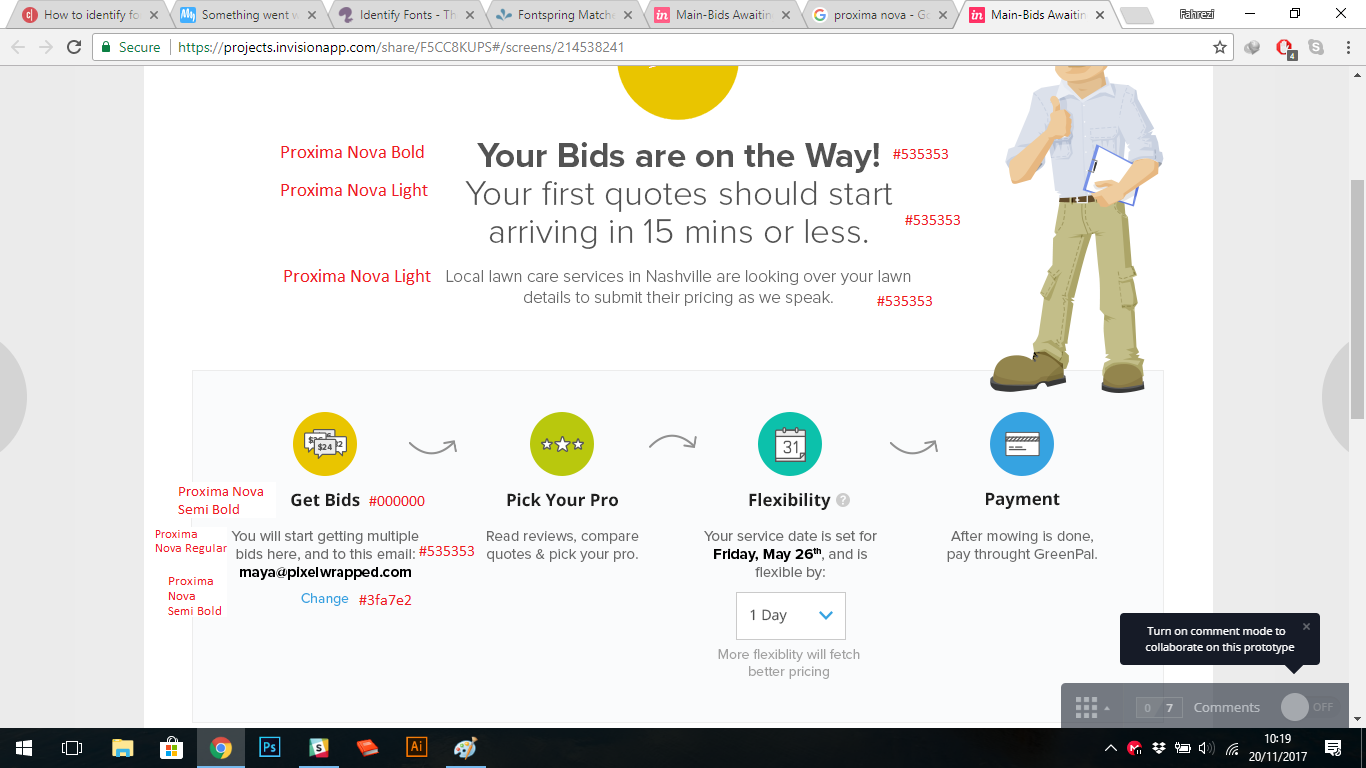 How to identify fo
Something went w
Identify Fonts - Th
Fontspring Matche
Main-Bids Awaitin
proxima nova - Go
Main-Bids Awaitin
Fahrezi
Secure
https://projects.invisionapp.com/share/F5CC8KUPS#/screens/214538241
4
Proxima Nova Bold
Your Bids are on the Way!
#535353
Proxima Nova Light
Your first quotes should start
arriving in 15 mins or less.
#535353
Proxima Nova Light
Local lawn care services in Nashville are looking over your lawn
details to submit their pricing as we speak.
#535353
$24
31
Proxima Nova
Semi Bold
Get Bids
#000000
Pick Your Pro
Flexibility ?
Payment
Proxima
Nova Regular
You will start getting multiple
bids here, and to this email:
#535353
maya@pixelwrapped.com
Proxima
Nova
Semi Bold
Change
#3fa7e2
Read reviews, compare
quotes & pick your pro.
Your service date is set for
Friday, May 26th, and is
flexible by:
1 Day
More flexiblity will fetch
better pricing
After mowing is done,
pay throught GreenPal.
Turn on comment mode to
collaborate on this prototype
0 7 Comments OFF
Ps
Ai
10:19
20/11/2017